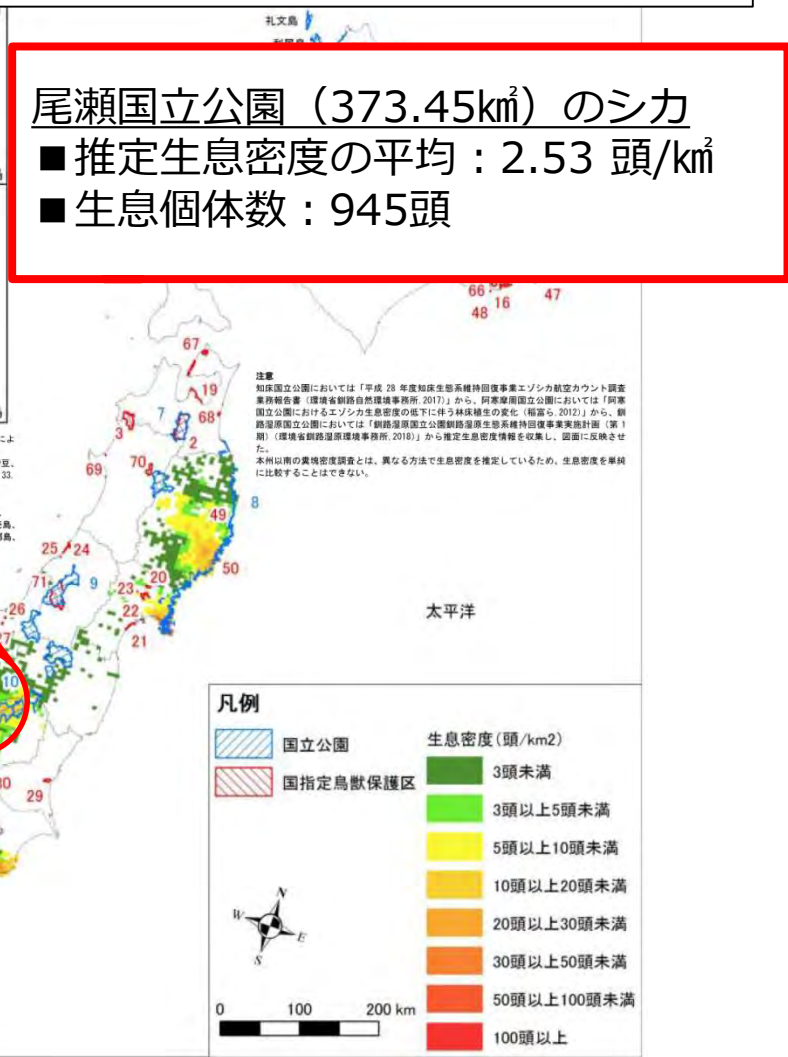 礼文島
尾瀬国立公園（373.45㎢）のシカ
■推定生息密度の平均：2.53 頭/㎢
■生息個体数：945頭
66 16 47
48
67
19
7
68
3
2
69
70
注意
知床国立公園においては「平成 28 年度知床生態系維持回復事業エゾシカ航空カウント調査
業務報告書（環境省釧路自然環境事務所.2017）」から、阿寒摩周国立公園においては「阿寒
国立公園におけるエゾシカ生息密度の低下に伴う林床植生の変化（稲富ら.2012）」から、釧
路湿原国立公園においては「釧路湿原国立公園釧路湿原生態系維持回復事業実施計画（第 1
期）（環境省釧路湿原環境事務所.2018）」から推定生息密度情報を収集し、図面に反映させ
た。
本州以南の糞塊密度調査とは、異なる方法で生息密度を推定しているため、生息密度を単純
に比較することはできない。
によ
33.
8
49
50
25 24
71
9
20
23
22
21
26
27
10
29
太平洋
凡例
国立公園
国指定鳥獣保護区
生息密度(頭/km2)
3頭未満
3頭以上5頭未満
5頭以上10頭未満
10頭以上20頭未満
20頭以上30頭未満
30頭以上50頭未満
50頭以上100頭未満
100頭以上
N
W
E
S
0 100 200 km